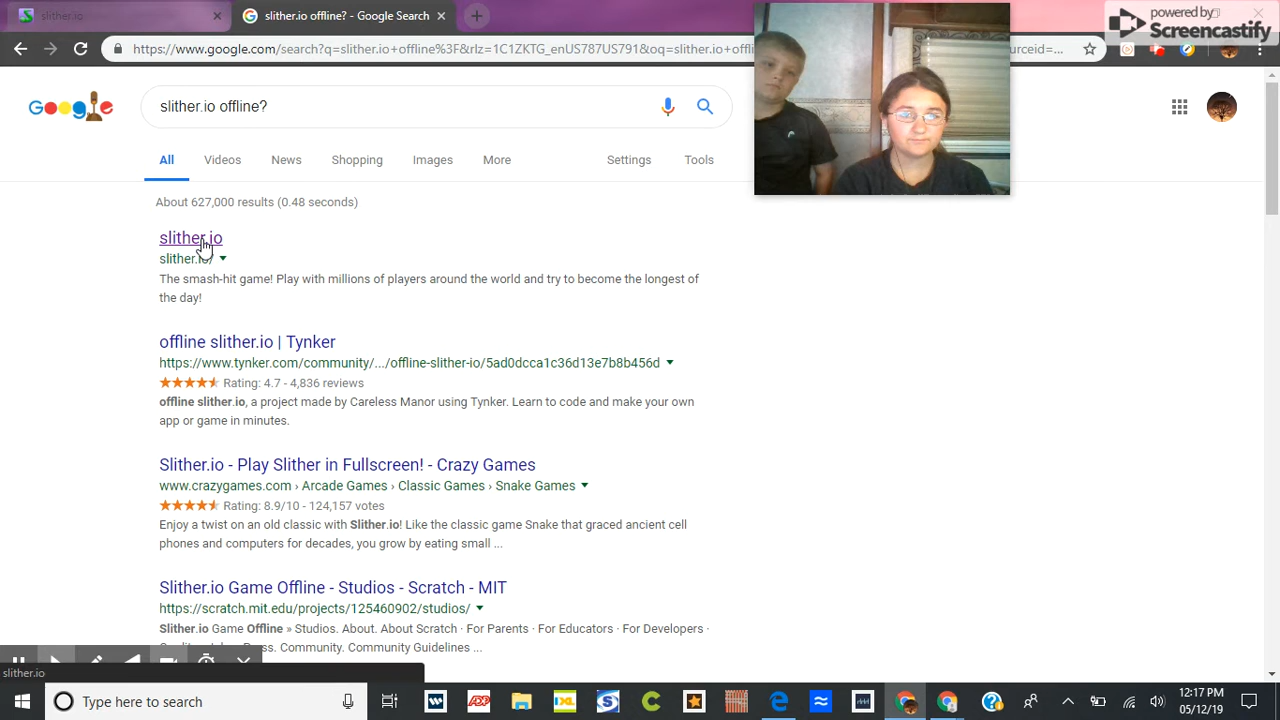 slither.io
slither.io offline? - Google Search
powered by
Screencastify
https://www.google.com/search?q=slither.io+offline%3F&rlz=1C1ZKTG_enUS787US791&oq=slither.io+offli
urceid=...
Google
slither.io offline?
All
Videos
News
Shopping
Images
More
Settings
Tools
About 627,000 results (0.48 seconds)
slither.io
slither.io/
The smash-hit game! Play with millions of players around the world and try to become the longest of
the day!
offline slither.io | Tynker
https://www.tynker.com/community/.../offline-slither-io/5ad0dcca1c36d13e7b8b456d
Rating: 4.7 - 4,836 reviews
offline slither.io, a project made by Careless Manor using Tynker. Learn to code and make your own
app or game in minutes.
Slither.io - Play Slither in Fullscreen! - Crazy Games
www.crazygames.com › Arcade Games › Classic Games › Snake Games
Rating: 8.9/10 - 124,157 votes
Enjoy a twist on an old classic with Slither.io! Like the classic game Snake that graced ancient cell
phones and computers for decades, you grow by eating small ...
Slither.io Game Offline - Studios - Scratch - MIT
https://scratch.mit.edu/projects/125460902/studios/
Slither.io Game Offline » Studios. About. About Scratch · For Parents · For Educators · For Developers ·
Community. Community Guidelines ...
slither.io
Type here to search
ADP
IXL
12:17 PM
05/12/19